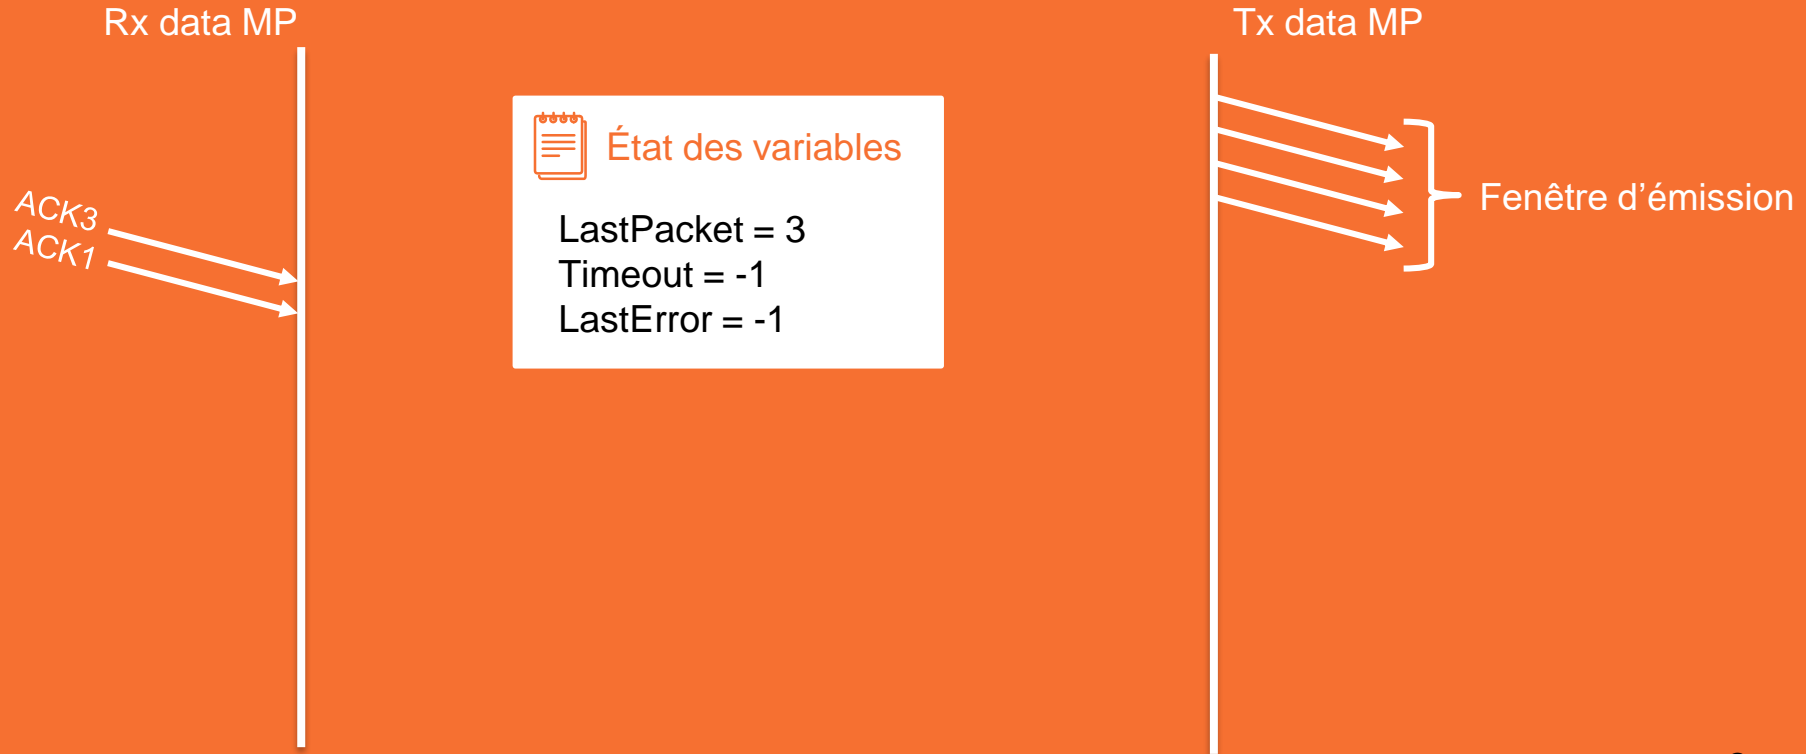 Rx data MP
Tx data MP
État des variables
ACK3
ACK1
LastPacket = 3
Timeout = -1
LastError = -1
Fenêtre d’émission